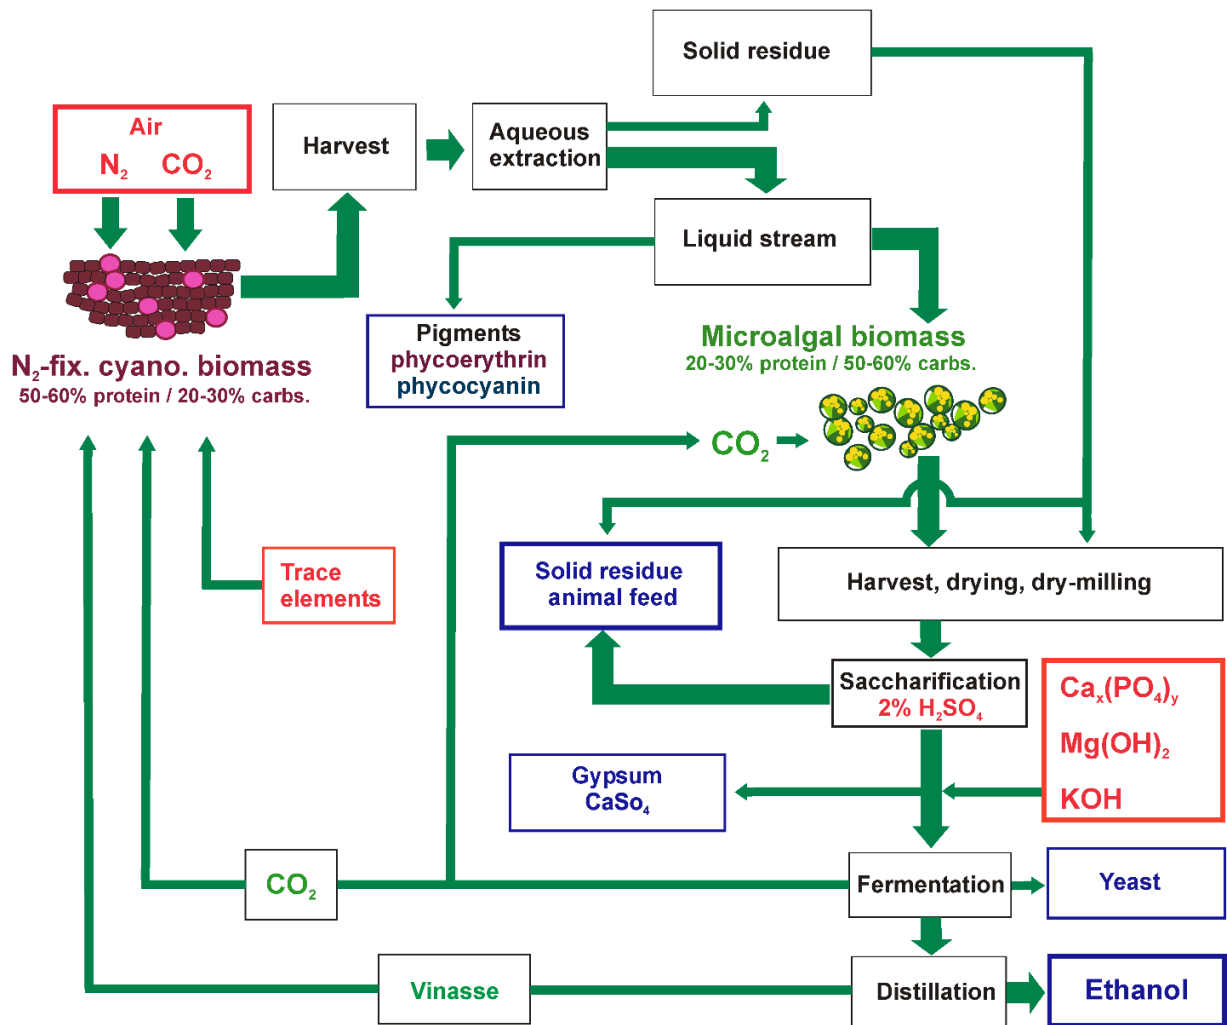 Solid residue
Air
N₂ CO₂
Harvest
Aqueous
extraction
Liquid stream
Pigments
phycoerythrin
phycocyanin
N₂-fix. cyano. biomass
50-60% protein / 20-30% carbs.
Microalgal biomass
20-30% protein / 50-60% carbs.
CO₂
Trace
elements
Solid residue
animal feed
Harvest, drying, dry-milling
Saccharification
2% H₂SO₄
Caₓ(PO₄)ᵧ
Mg(OH)₂
KOH
Gypsum
CaSo₄
CO₂
Fermentation
Yeast
Vinasse
Distillation
Ethanol